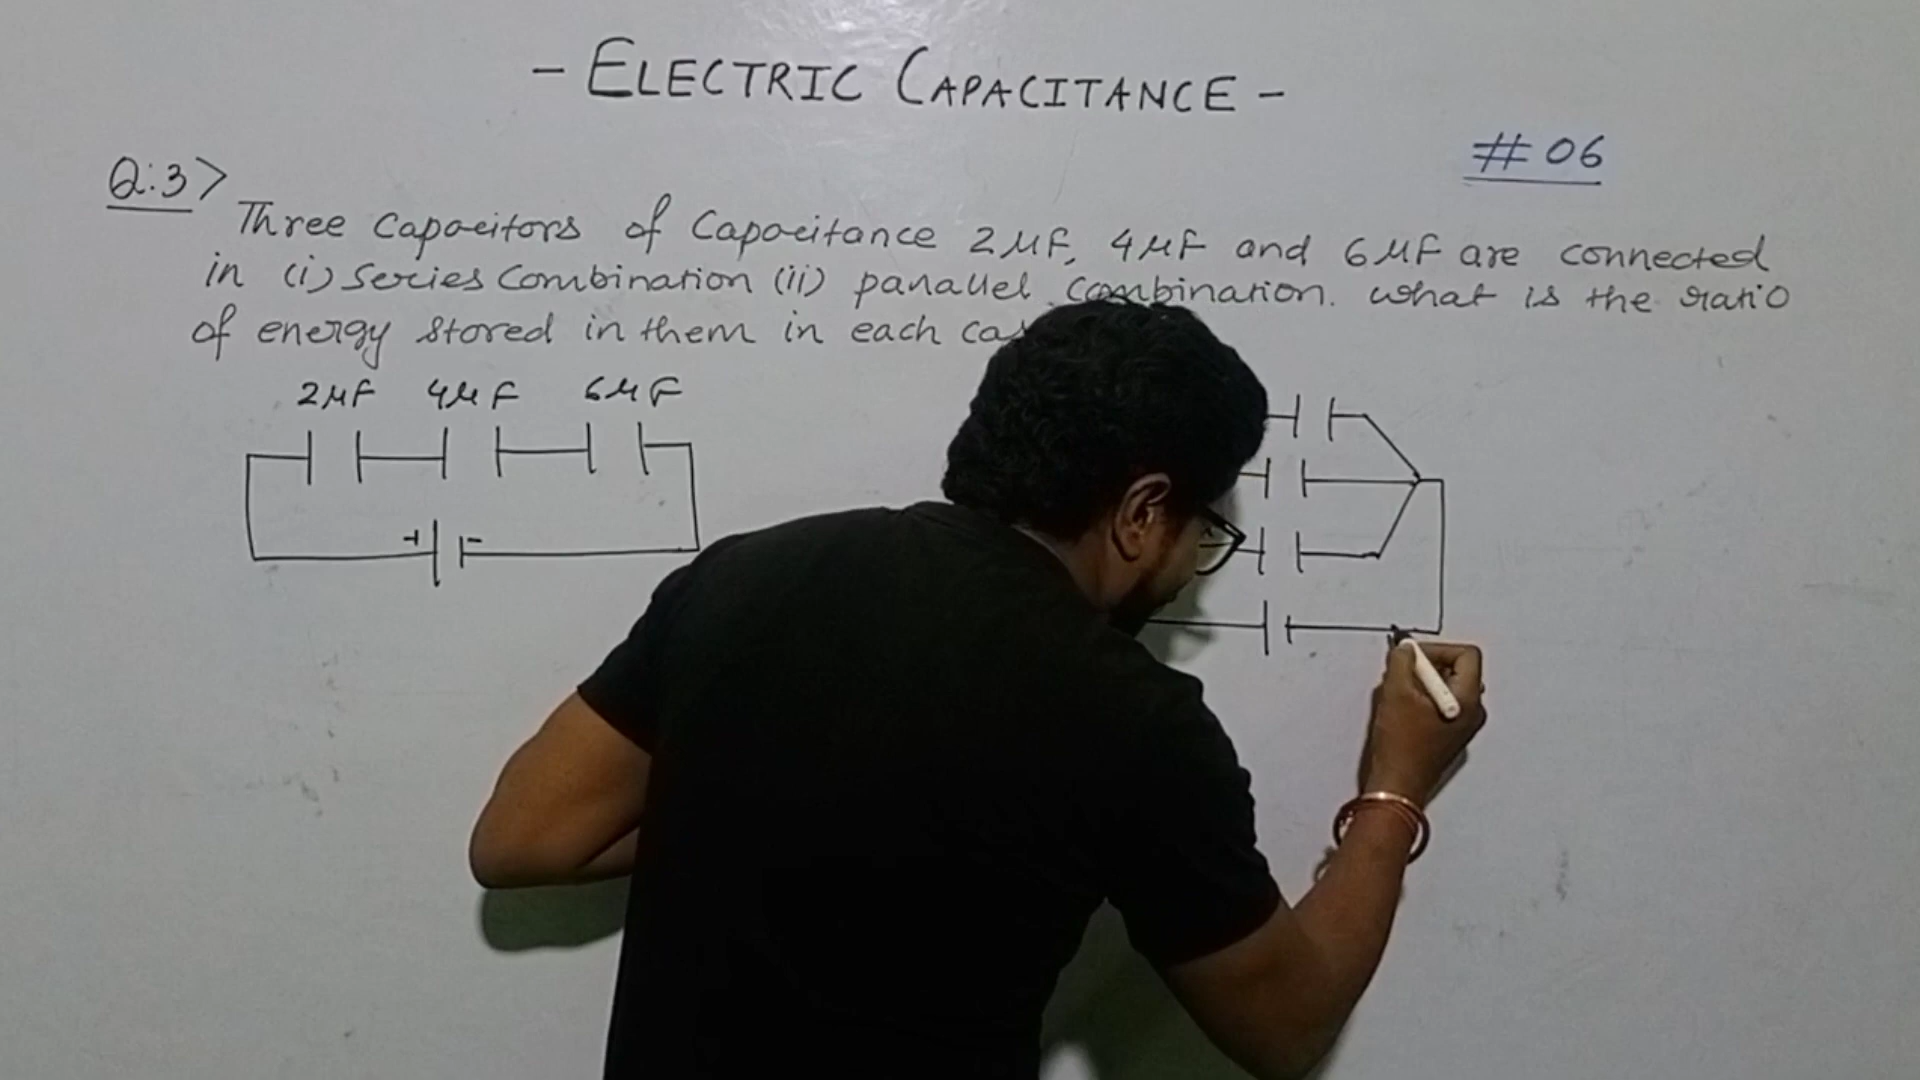 - ELECTRIC CAPACITANCE -
# 06
Q:3>
Three Capacitors of Capacitance 2μF, 4μF and 6μF are connected
in (i) Series Combination (ii) parallel combination. What is the ratio
of energy stored in them in each
2μF 4μF 6μF
+ -